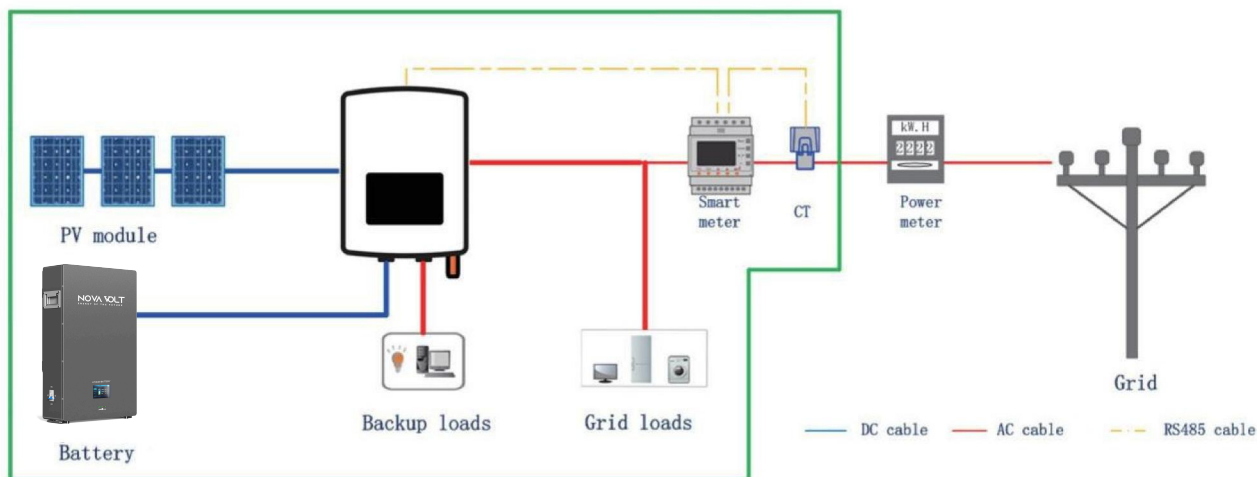 kW.H
2222
Smart
meter
CT
Power
meter
PV module
NOVA VOLT
Grid
Backup loads
Grid loads
Battery
DC cable
AC cable
RS485 cable